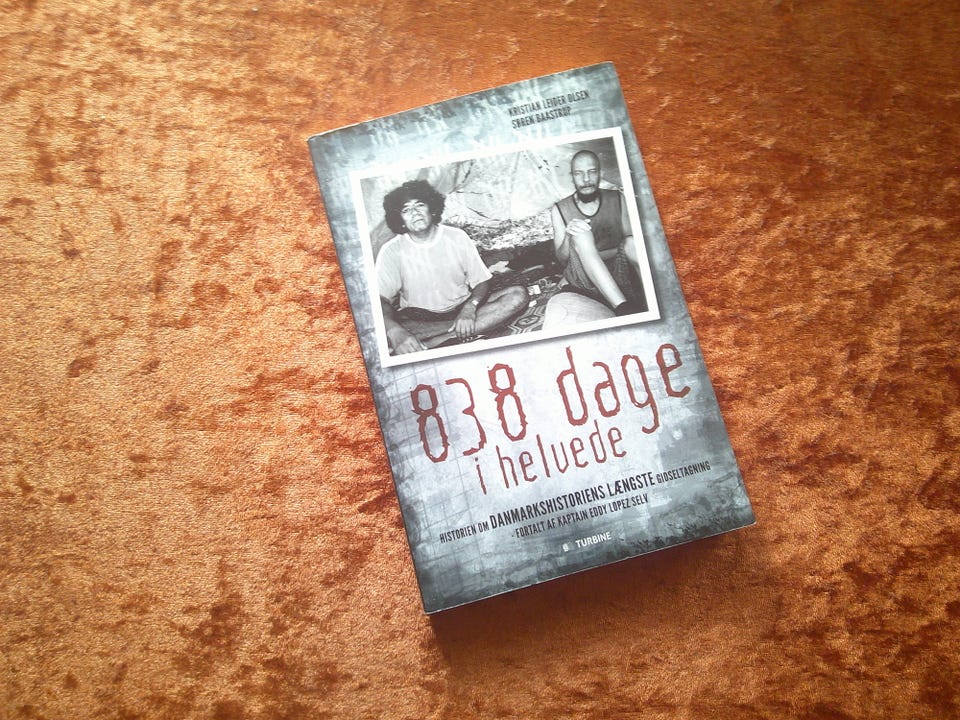 KRISTIAN LEIDER OLSEN
SØREN BAASTRUP
838 dage
i helvede
HISTORIEN OM DANMARKSHISTORIENS LÆNGSTE GIDSELTAGNING
- FORTALT AF KAPTAJN EDDY LOPEZ SELV
TURBINE